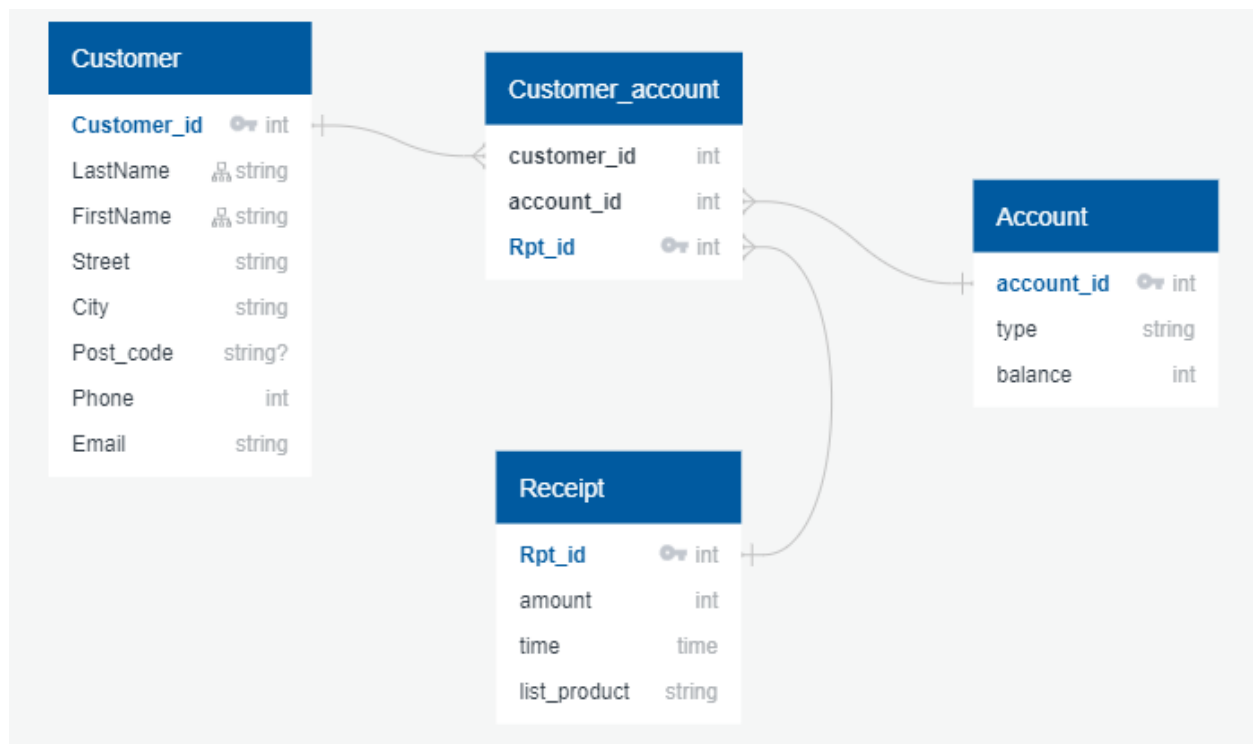 Customer
Customer_id int
LastName string
FirstName string
Street string
City string
Post_code string?
Phone int
Email string
Customer_account
customer_id int
account_id int
Rpt_id int
Account
account_id int
type string
balance int
Receipt
Rpt_id int
amount int
time time
list_product string